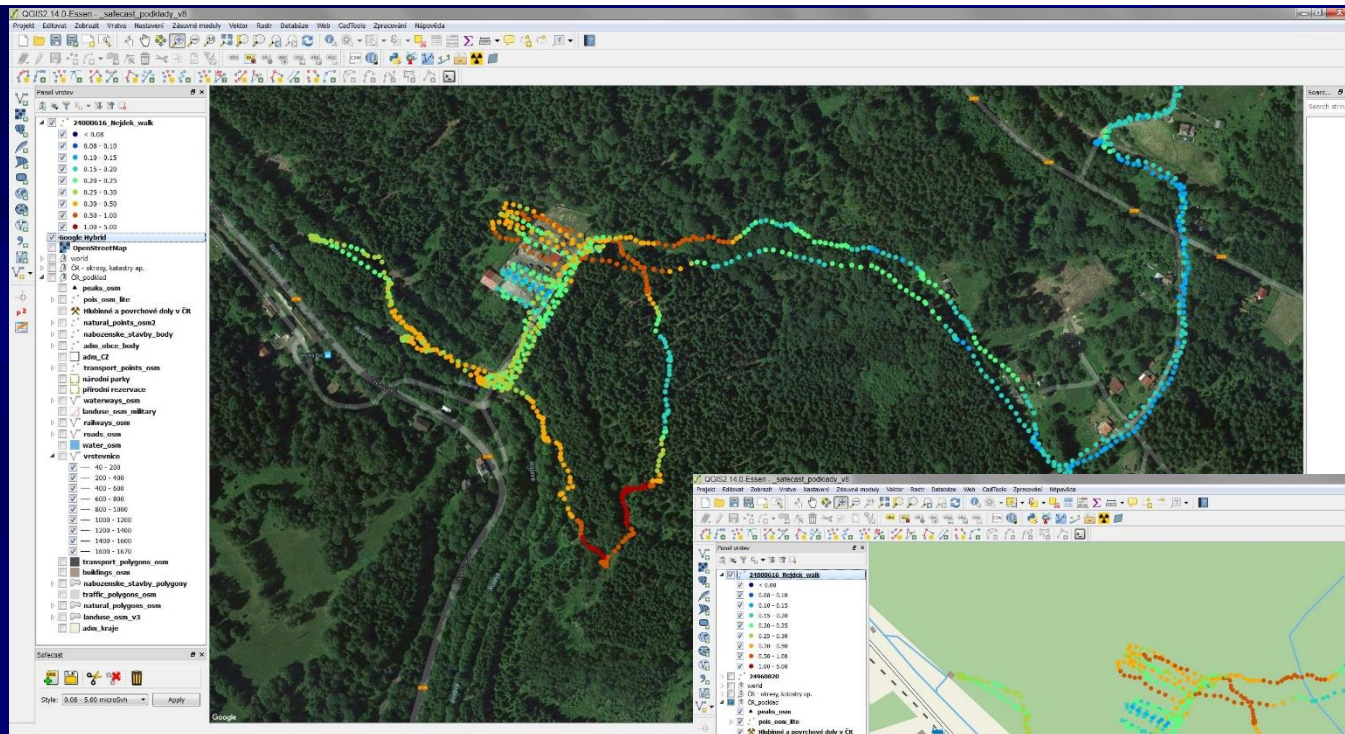 QGIS2 14.0-Essen - _safecast_podklady_v8
Projekt Editovat Zobrazit Vrstva Nastavení Zásuvné moduly Vektor Rastr Databáze Web CadTools Zpracování Nápověda
Panel vrstev
24000616_Nejdek_walk
< 0.08
0.08 - 0.10
0.10 - 0.15
0.15 - 0.20
0.20 - 0.25
0.25 - 0.30
0.30 - 0.50
0.50 - 1.00
1.00 - 5.00
Google Hybrid
OpenStreetMap
world
ČR - okresy, katastry ap.
ČR_podklad
peaks_osm
pois_osm_lite
Hlubinné a povrchové doly v ČR
natural_points_osm2
nabozenske_stavby_body
adm_obce_body
adm_CZ
transport_points_osm
národní parky
přírodní rezervace
waterways_osm
landuse_osm_military
railways_osm
roads_osm
water_osm
vrstevnice
40 - 200
200 - 400
400 - 600
600 - 800
800 - 1000
1000 - 1200
1200 - 1400
1400 - 1600
1600 - 1670
transport_polygons_osm
buildings_osm
nabozenske_stavby_polygony
traffic_polygons_osm
natural_polygons_osm
landuse_osm_v3
adm_kraje
Safecast
Style: 0.08 - 5.00 microSvh Apply
Google
Searc...
Search strin
QGIS2 14.0-Essen - _safecast_podklady_v8
Projekt Editovat Zobrazit Vrstva Nastavení Zásuvné moduly Vektor Rastr Databáze Web CadTools Zpracování Nápověda
Panel vrstev
24000616_Nejdek_walk
< 0.08
0.08 - 0.10
0.10 - 0.15
0.15 - 0.20
0.20 - 0.25
0.25 - 0.30
0.30 - 0.50
0.50 - 1.00
1.00 - 5.00
24960820
world
ČR - okresy, katastry ap.
ČR_podklad
peaks_osm
pois_osm_lite
Hlubinné a povrchové doly v ČR